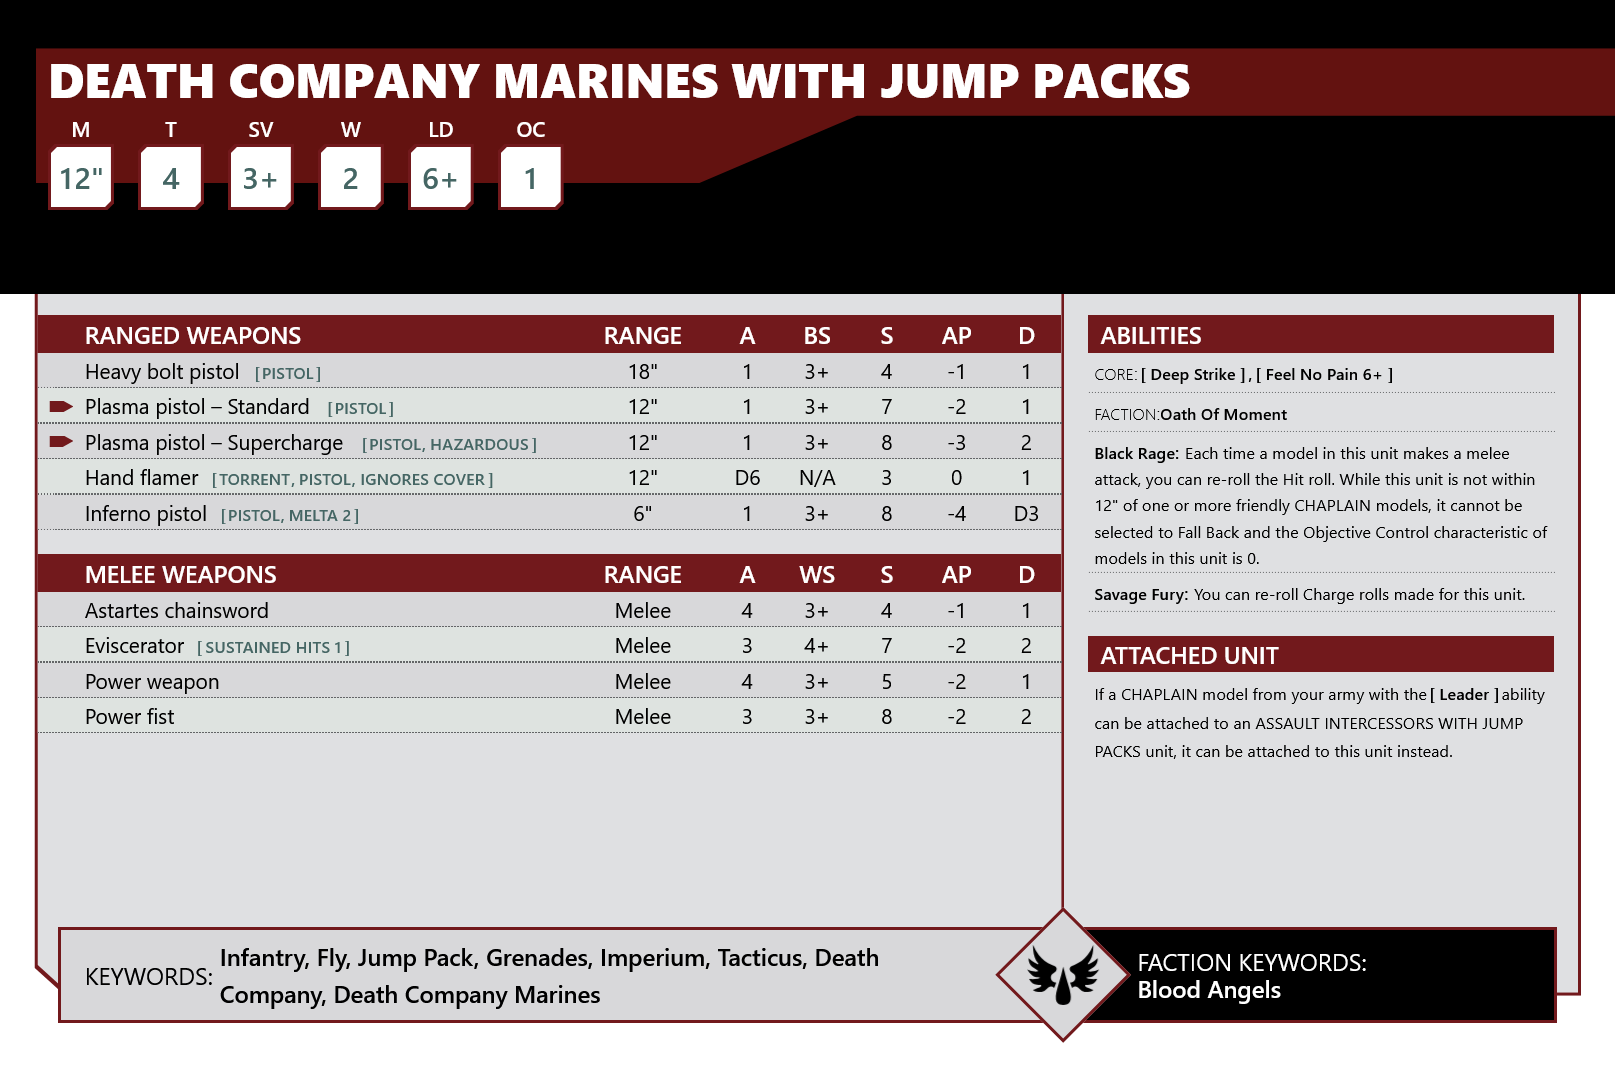 DEATH COMPANY MARINES WITH JUMP PACKS
M T SV W LD OC
12" 4 3+ 2 6+ 1
RANGED WEAPONS RANGE A BS S AP D
Heavy bolt pistol [PISTOL] 18" 1 3+ 4 -1 1
Plasma pistol – Standard [PISTOL] 12" 1 3+ 7 -2 1
Plasma pistol – Supercharge [PISTOL, HAZARDOUS] 12" 1 3+ 8 -3 2
Hand flamer [TORRENT, PISTOL, IGNORES COVER] 12" D6 N/A 3 0 1
Inferno pistol [PISTOL, MELTA 2] 6" 1 3+ 8 -4 D3
MELEE WEAPONS RANGE A WS S AP D
Astartes chainsword Melee 4 3+ 4 -1 1
Eviscerator [SUSTAINED HITS 1] Melee 3 4+ 7 -2 2
Power weapon Melee 4 3+ 5 -2 1
Power fist Melee 3 3+ 8 -2 2
ABILITIES
CORE: [ Deep Strike ], [ Feel No Pain 6+ ]
FACTION:Oath Of Moment
Black Rage: Each time a model in this unit makes a melee
attack, you can re-roll the Hit roll. While this unit is not within
12" of one or more friendly CHAPLAIN models, it cannot be
selected to Fall Back and the Objective Control characteristic of
models in this unit is 0.
Savage Fury: You can re-roll Charge rolls made for this unit.
ATTACHED UNIT
If a CHAPLAIN model from your army with the [ Leader ] ability
can be attached to an ASSAULT INTERCESSORS WITH JUMP
PACKS unit, it can be attached to this unit instead.
KEYWORDS: Infantry, Fly, Jump Pack, Grenades, Imperium, Tacticus, Death
Company, Death Company Marines
FACTION KEYWORDS:
Blood Angels